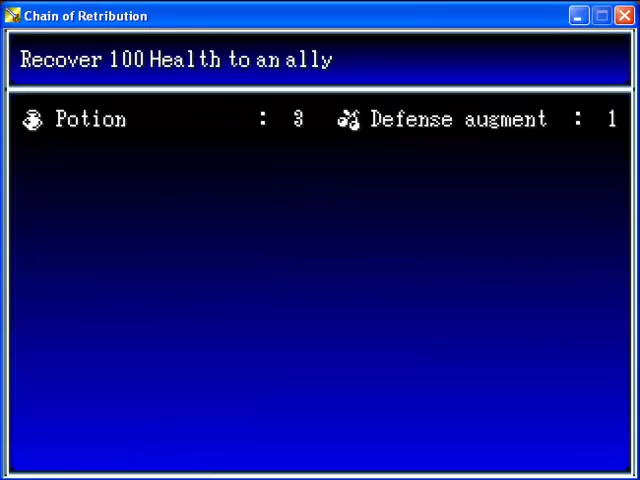 Chain of Retribution
Recover 100 Health to an ally
Potion : 3 Defense augment : 1